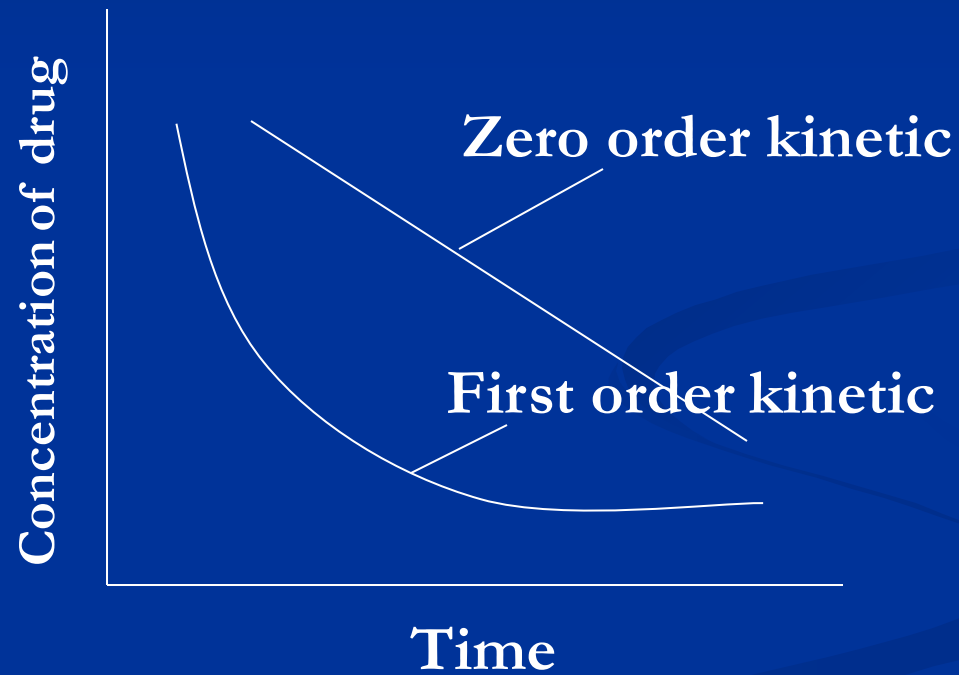 Concentration of drug
Zero order kinetic
First order kinetic
Time